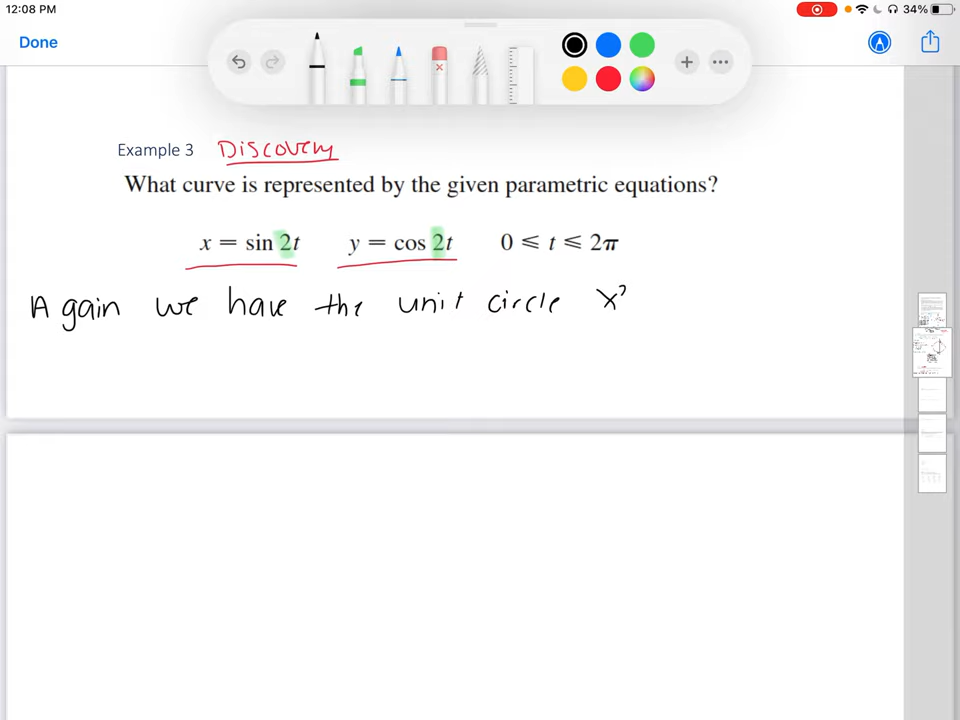 12:08 PM
34%
Done
Example 3 Discovery
What curve is represented by the given parametric equations?
x = sin 2t y = cos 2t 0 ⩽ t ⩽ 2π
Again we have the unit circle x²